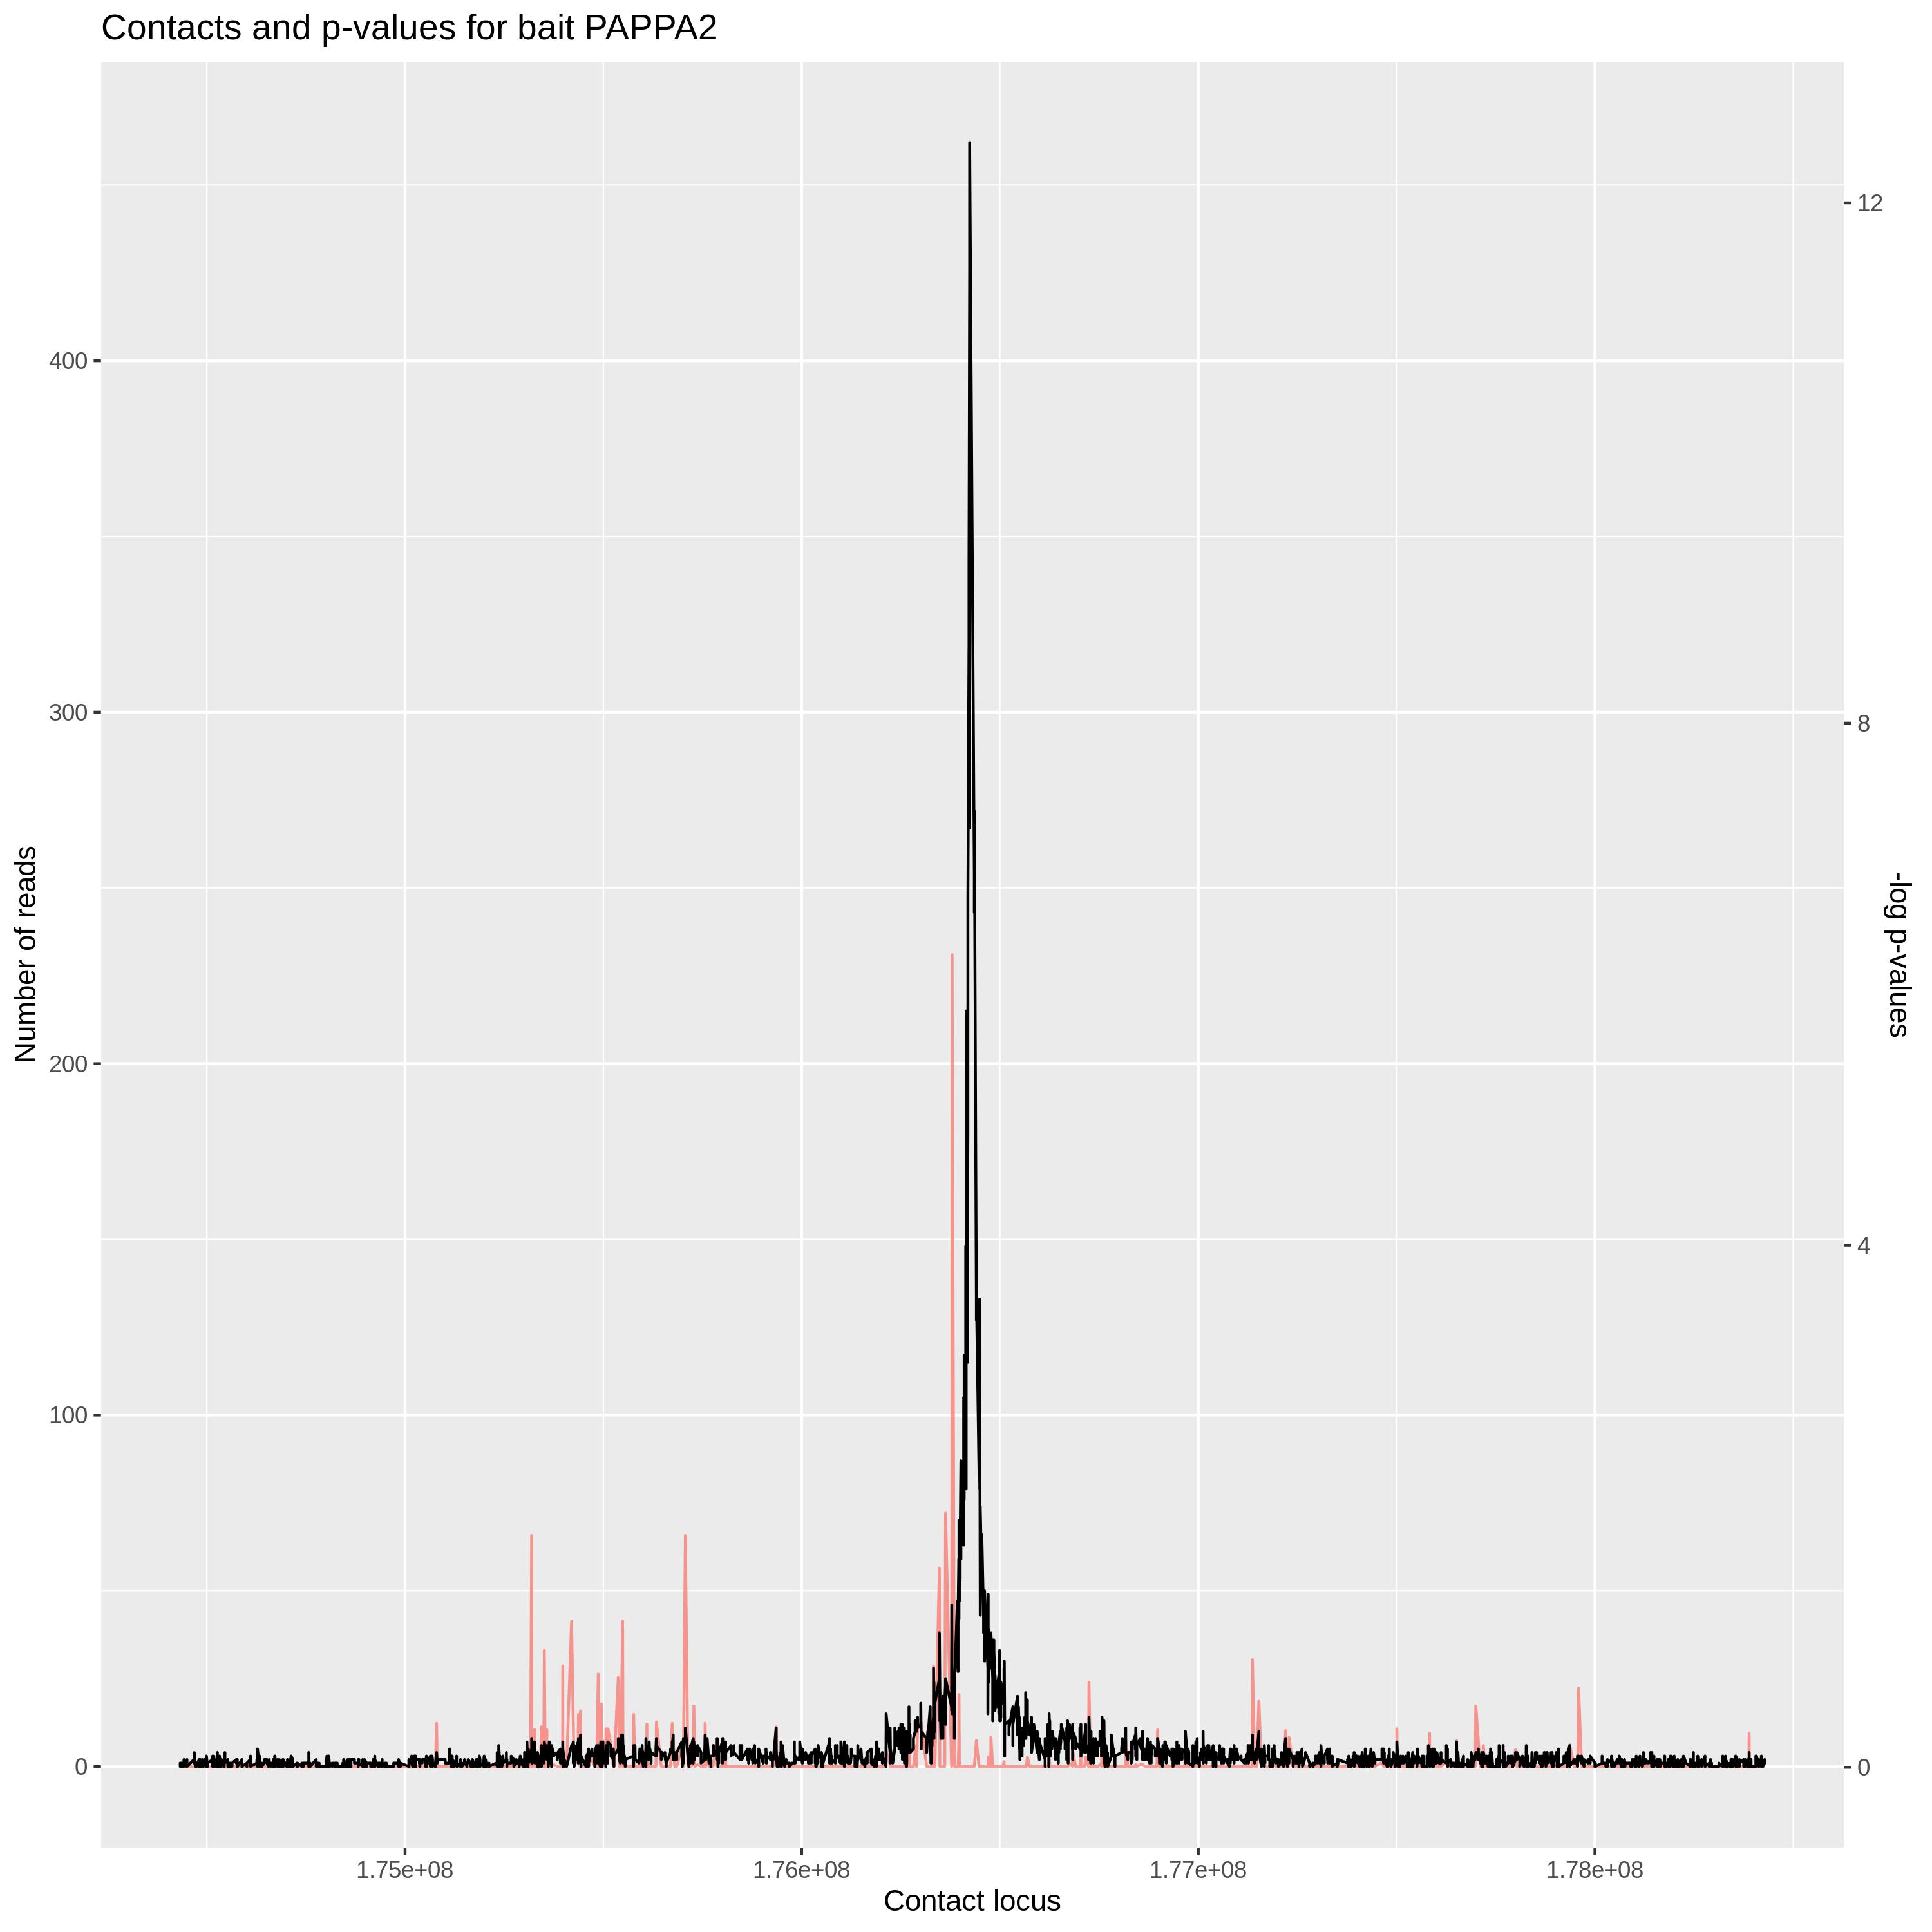 Contacts and p-values for bait PAPPA2
12
400
300
8
Number of reads
-log p-values
200
4
100
0
0
1.75e+08
1.76e+08
1.77e+08
1.78e+08
Contact locus